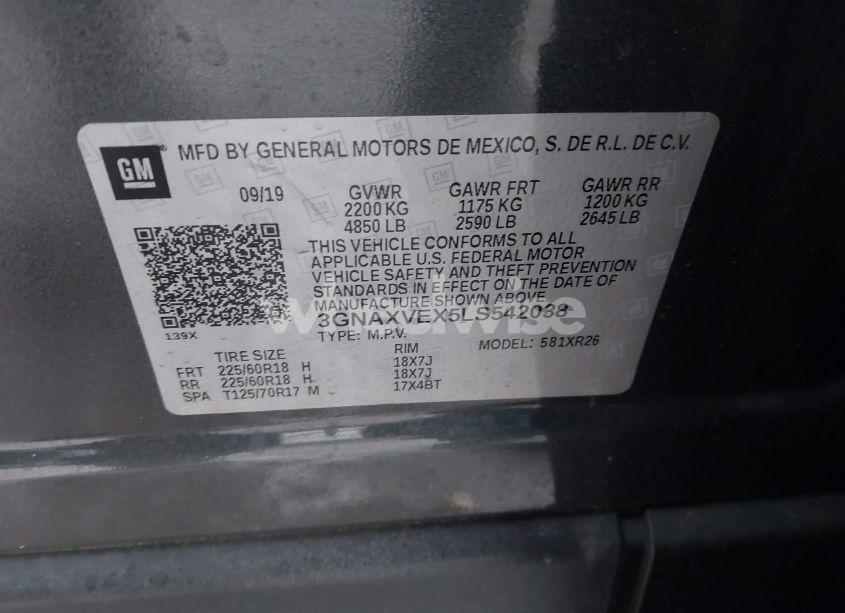 GM
MFD BY GENERAL MOTORS DE MEXICO, S. DE R.L. DE C.V.
09/19 GVWR GAWR FRT GAWR RR
2200 KG 1175 KG 1200 KG
4850 LB 2590 LB 2645 LB
THIS VEHICLE CONFORMS TO ALL
APPLICABLE U.S. FEDERAL MOTOR
VEHICLE SAFETY AND THEFT PREVENTION
STANDARDS IN EFFECT ON THE DATE OF
MANUFACTURE SHOWN ABOVE.
3GNAXVEX5LS542038
139X
TYPE: M.P.V. MODEL: 581XR26
TIRE SIZE RIM
FRT 225/60R18 H 18X7J
RR 225/60R18 H 18X7J
SPA T125/70R17 M 17X4BT